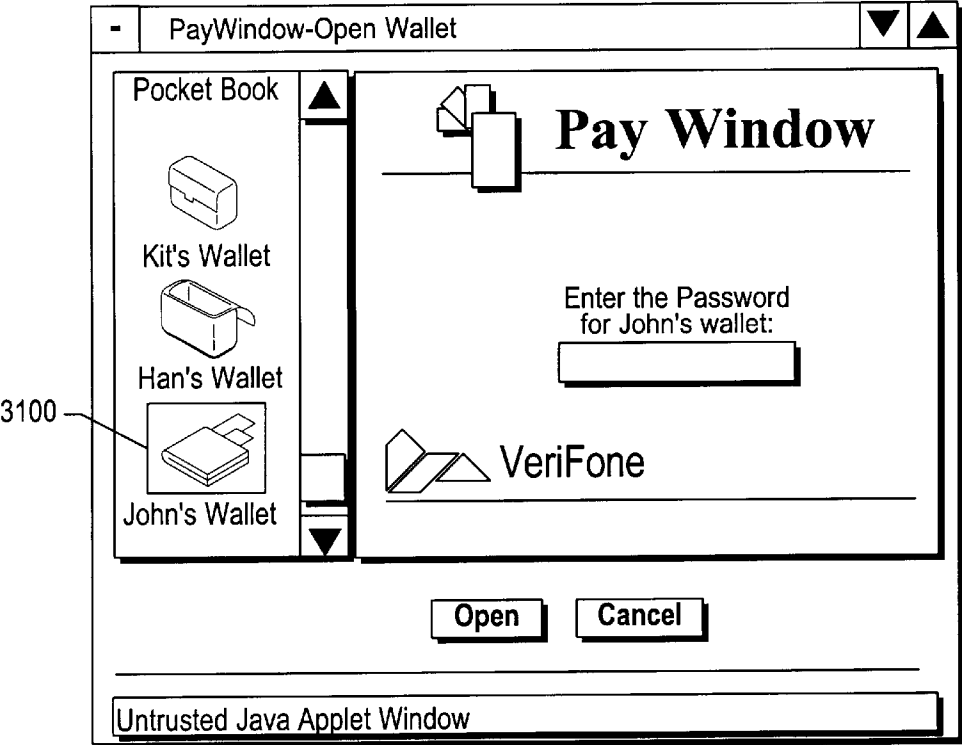 PayWindow-Open Wallet
Pocket Book
Kit's Wallet
Han's Wallet
3100
John's Wallet
Pay Window
Enter the Password
for John's wallet:
VeriFone
Open
Cancel
Untrusted Java Applet Window